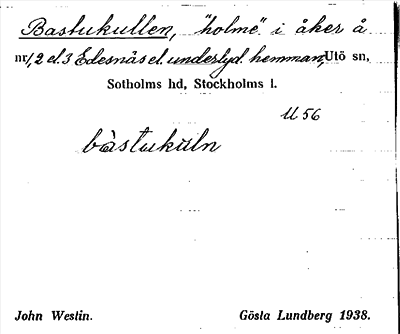 Bastukullen, "holme" i åker å
nr 1, 2 el. 3 Edesnäs el. underlyd. hemman, Utö sn,
Sotholms hd, Stockholms l.
U 56
bàstukuln
John Westin. Gösta Lundberg 1938.